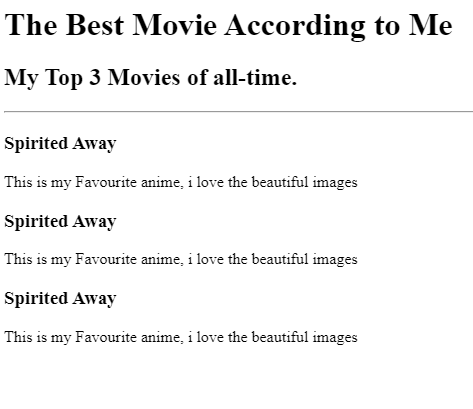 The Best Movie According to Me
My Top 3 Movies of all-time.
Spirited Away
This is my Favourite anime, i love the beautiful images
Spirited Away
This is my Favourite anime, i love the beautiful images
Spirited Away
This is my Favourite anime, i love the beautiful images